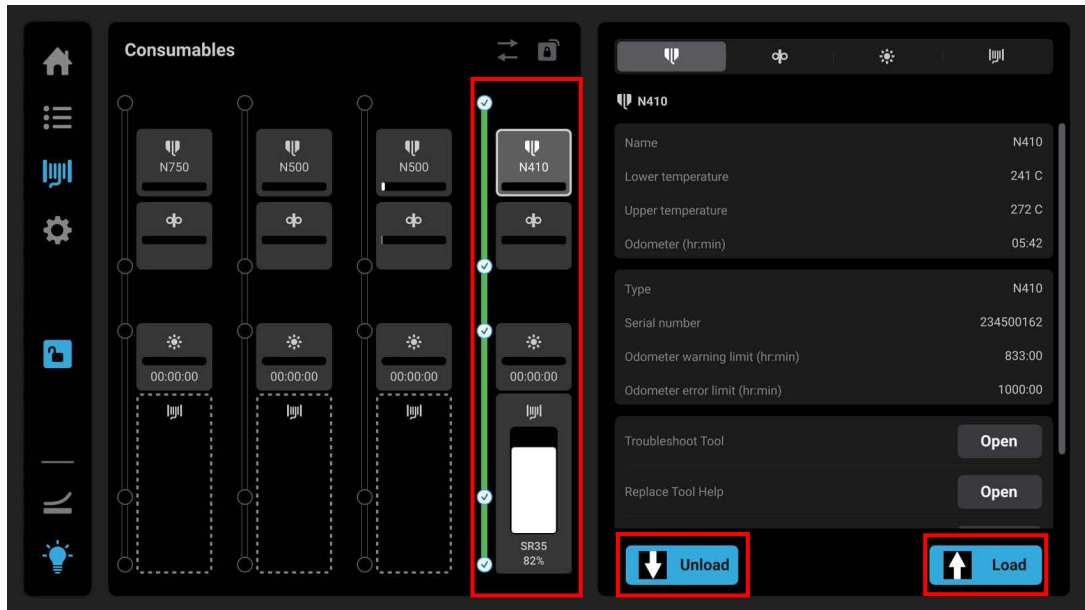 Consumables
N750
N500
N500
N410
00:00:00
00:00:00
00:00:00
00:00:00
SR35
82%
N410
Name N410
Lower temperature 241 C
Upper temperature 272 C
Odometer (hr:min) 05:42
Type N410
Serial number 234500162
Odometer warning limit (hr:min) 833:00
Odometer error limit (hr:min) 1000:00
Troubleshoot Tool Open
Replace Tool Help Open
Unload
Load